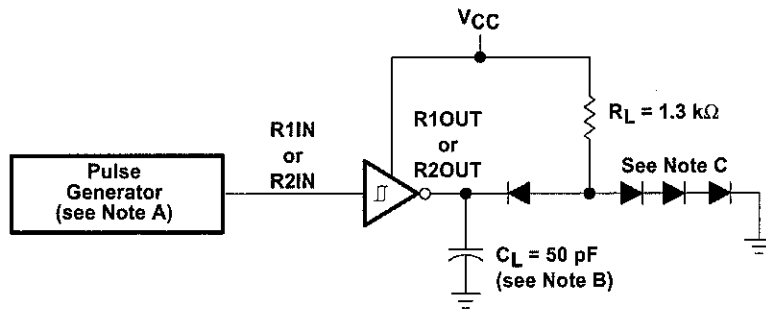 VCC
RL = 1.3 kΩ
R1IN
or
R2IN
R1OUT
or
R2OUT
See Note C
Pulse
Generator
(see Note A)
CL = 50 pF
(see Note B)